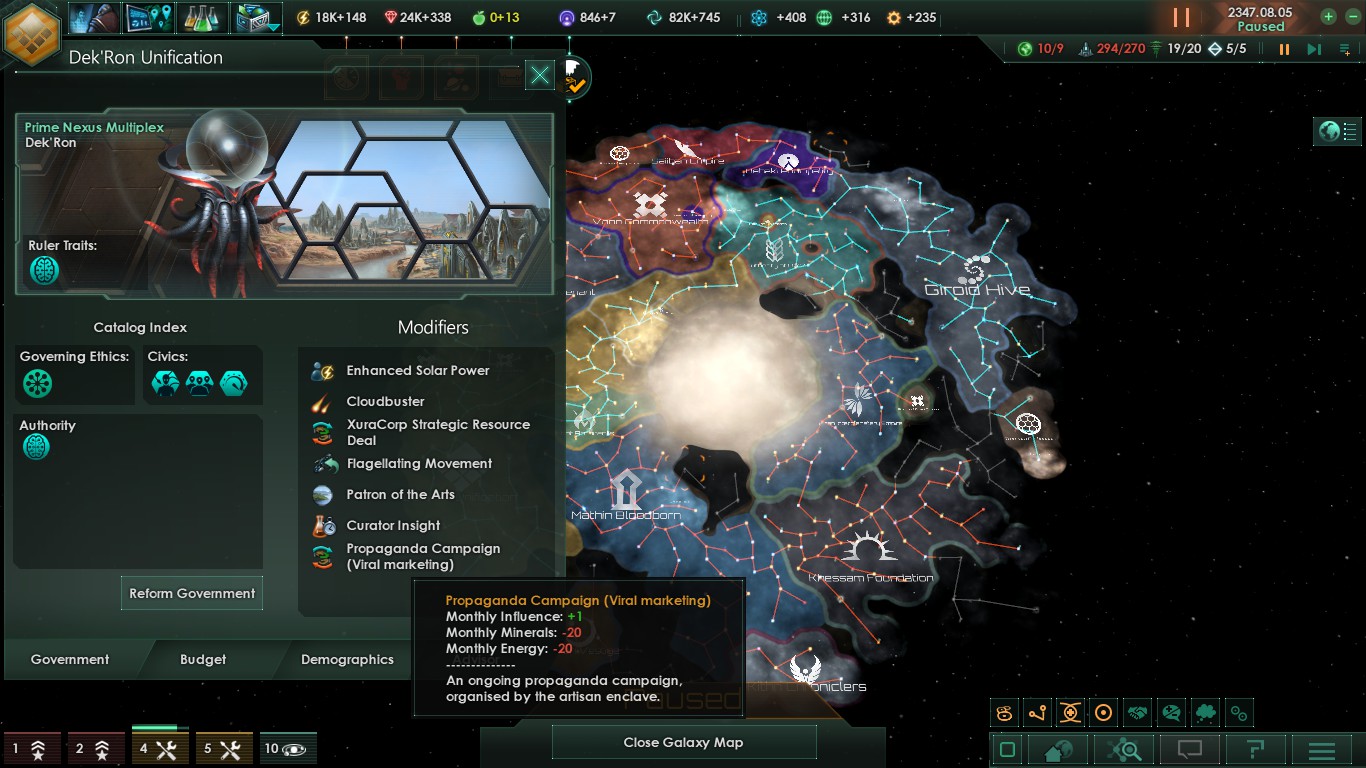 18K+148
24K+338
0+13
846+7
82K+745
+408
+316
+235
2347.08.05
Paused
Dek'Ron Unification
10/9
294/270
19/20
5/5
Prime Nexus Multiplex
Dek'Ron
Ruler Traits:
Catalog Index
Modifiers
Governing Ethics:
Civics:
Authority
Enhanced Solar Power
Cloudbuster
XuraCorp Strategic Resource
Deal
Flagellating Movement
Patron of the Arts
Curator Insight
Propaganda Campaign
(Viral marketing)
Reform Government
Government
Budget
Demographics
Advisor
Propaganda Campaign (Viral marketing)
Monthly Influence: +1
Monthly Minerals: -20
Monthly Energy: -20
-------------
An ongoing propaganda campaign,
organised by the artisan enclave.
Giroid Hive
Mathin Bloodborn
Khessam Foundation
Paused
Close Galaxy Map
1
2
4
5
10